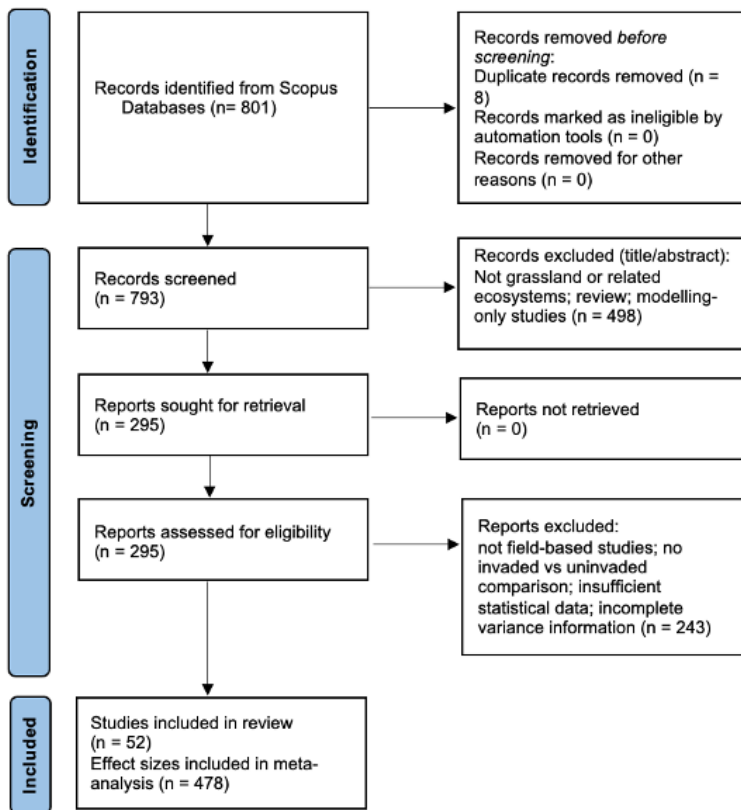 Identification
Records identified from Scopus
Databases (n= 801)
Records removed before
screening:
Duplicate records removed (n =
8)
Records marked as ineligible by
automation tools (n = 0)
Records removed for other
reasons (n = 0)
Screening
Records screened
(n = 793)
Records excluded (title/abstract):
Not grassland or related
ecosystems; review; modelling-
only studies (n = 498)
Reports sought for retrieval
(n = 295)
Reports not retrieved
(n = 0)
Reports assessed for eligibility
(n = 295)
Reports excluded:
not field-based studies; no
invaded vs uninvaded
comparison; insufficient
statistical data; incomplete
variance information (n = 243)
Included
Studies included in review
(n = 52)
Effect sizes included in meta-
analysis (n = 478)